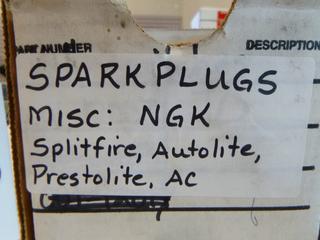 PART NUMBER DESCRIPTION
SPARK PLUGS
MISC: NGK
Splitfire, Autolite,
Prestolite, AC